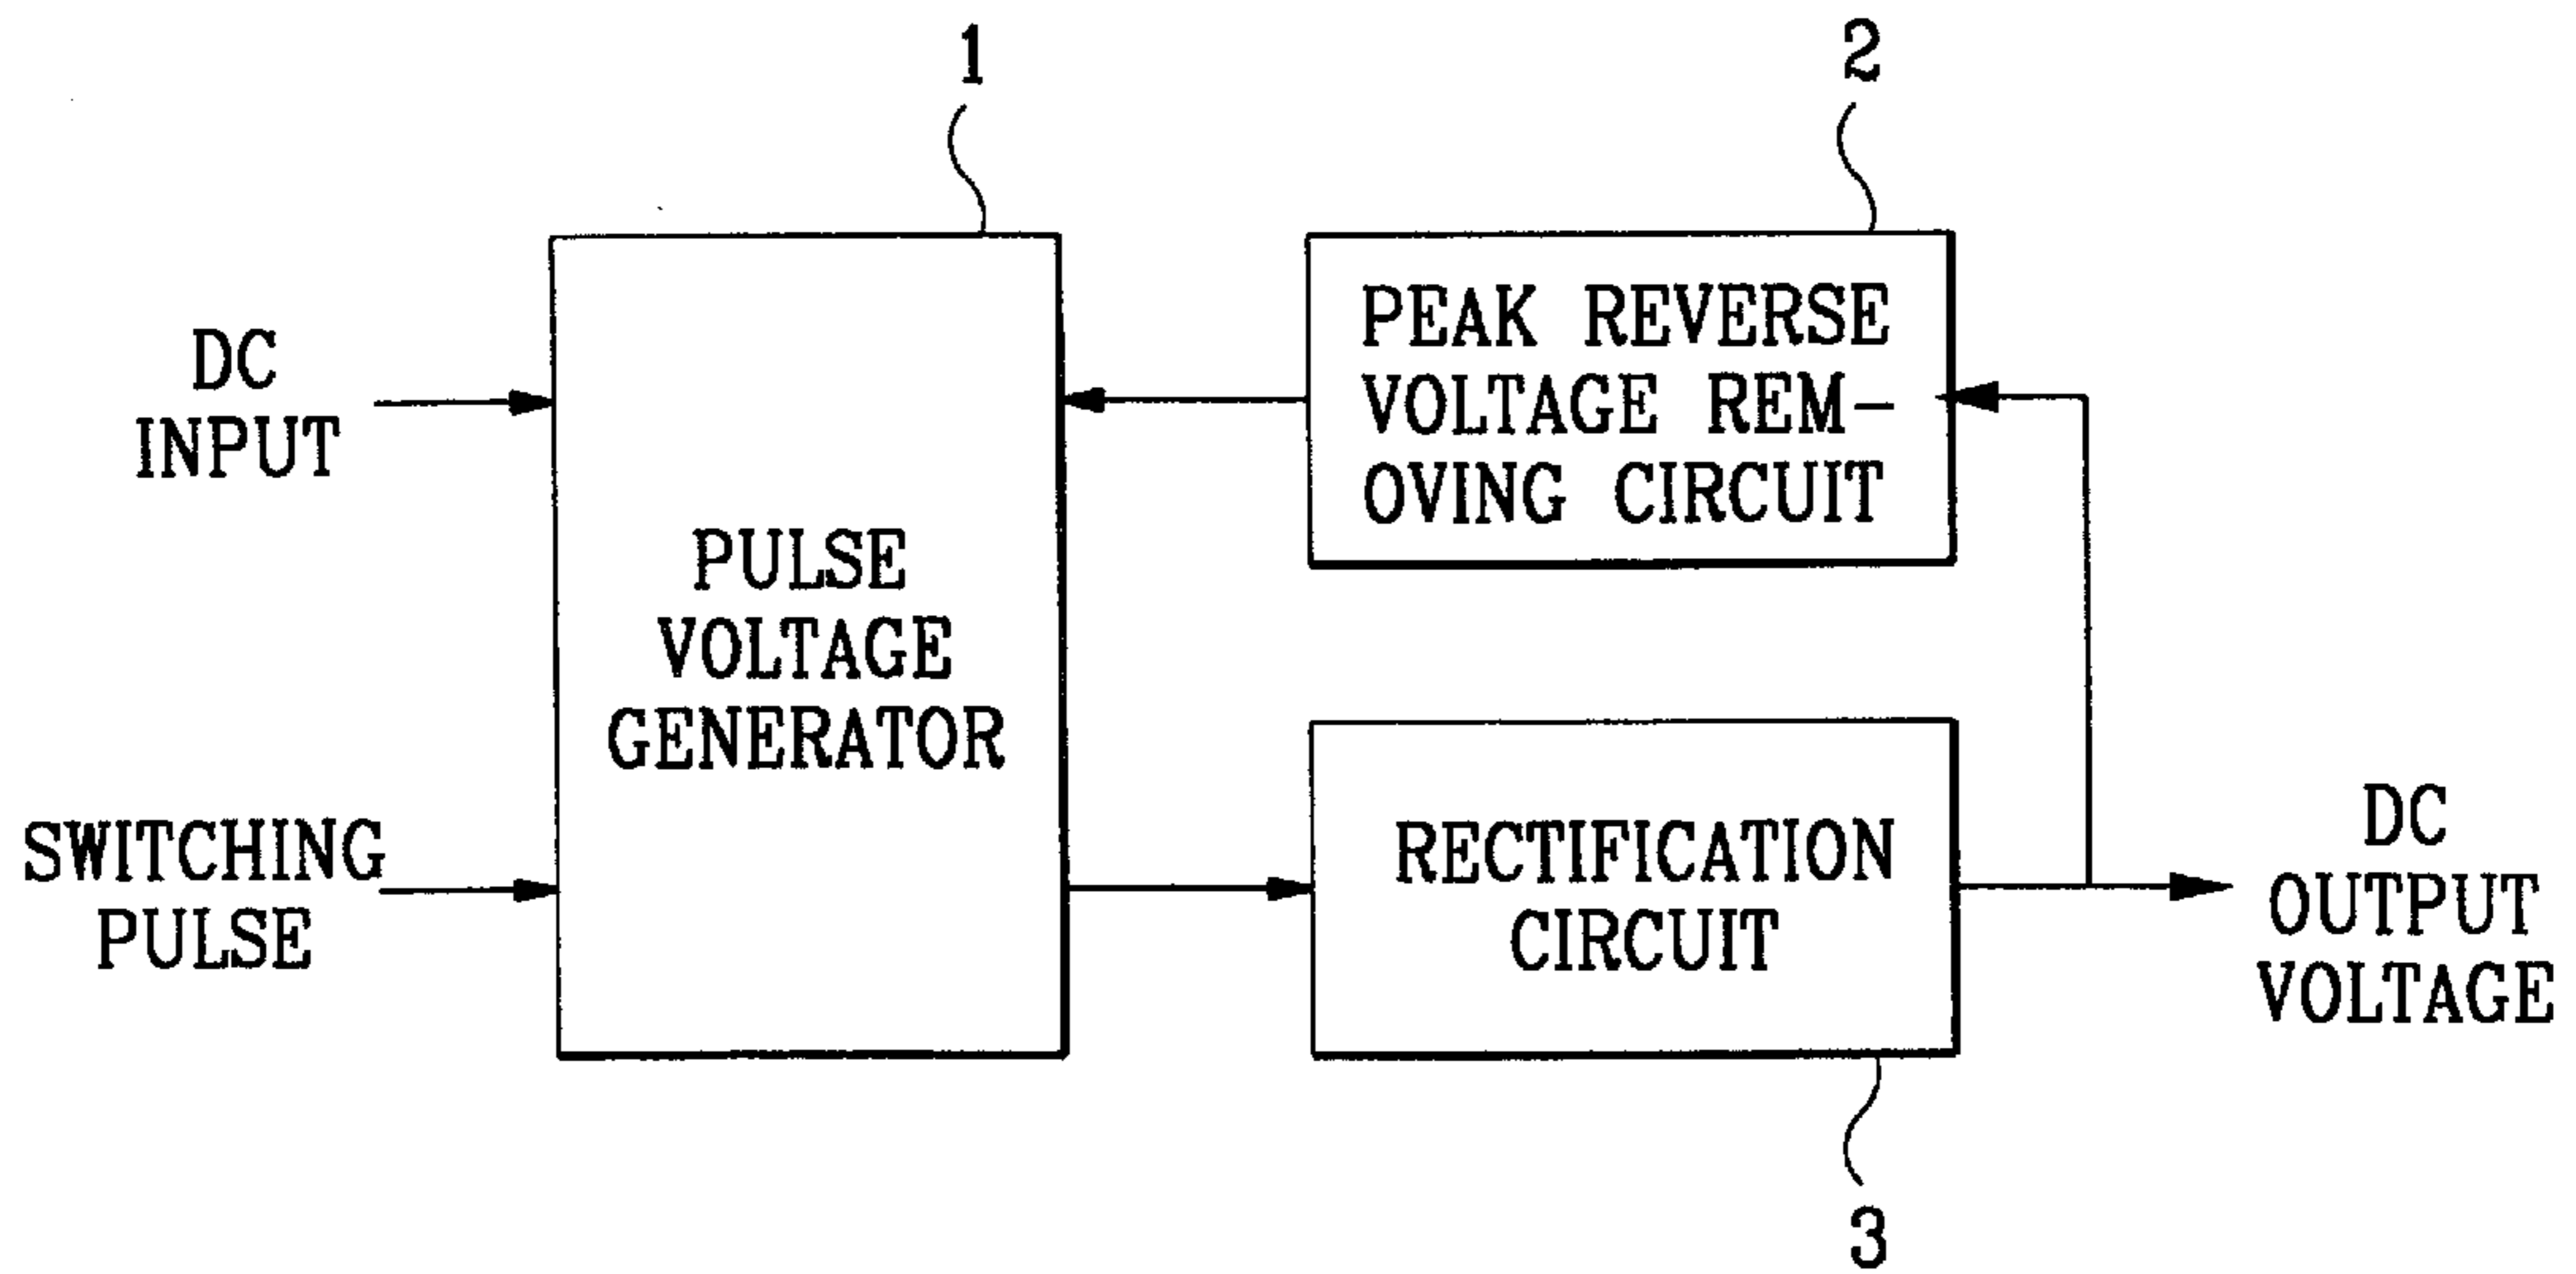 1
2
DC
INPUT
PEAK REVERSE
VOLTAGE REM-
OVING CIRCUIT
PULSE
VOLTAGE
GENERATOR
SWITCHING
PULSE
RECTIFICATION
CIRCUIT
DC
OUTPUT
VOLTAGE
3